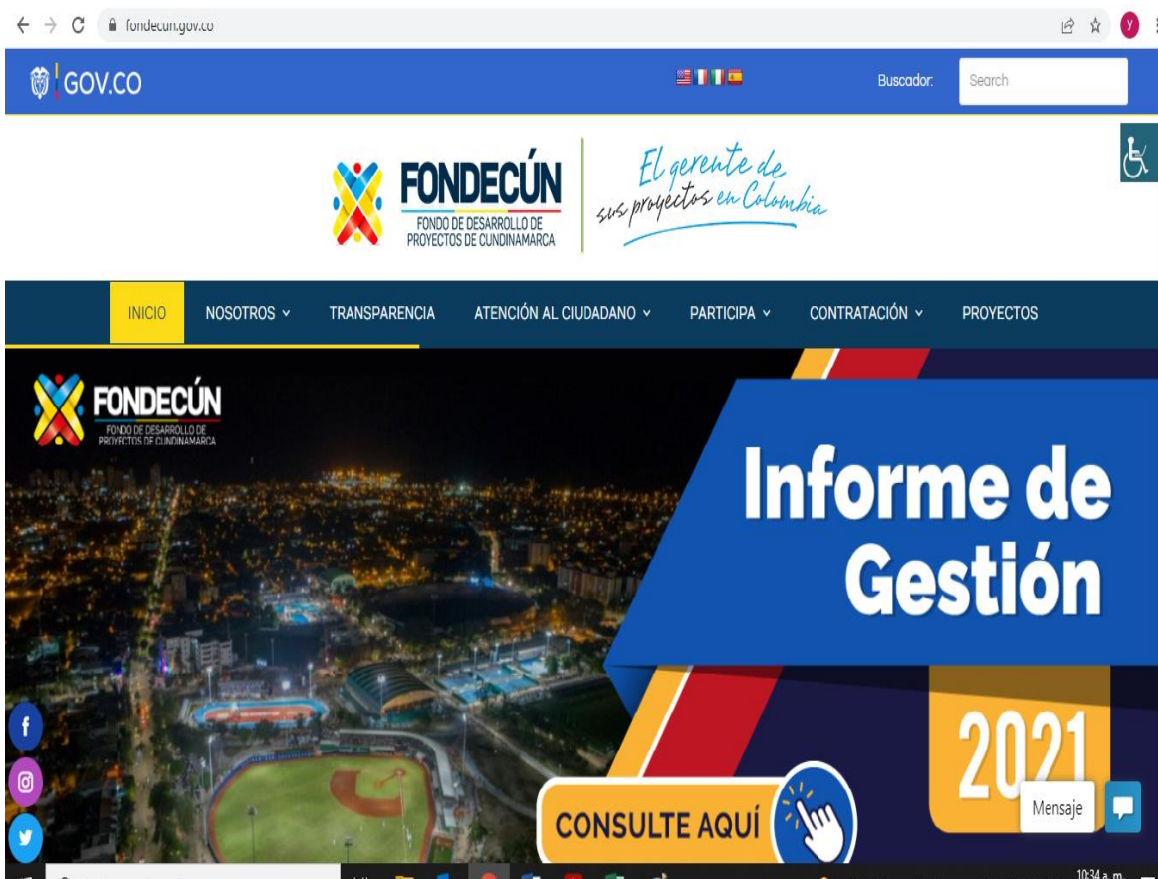 fondecun.gov.co
y
GOV.CO
Buscador:
Search
FONDECÚN
FONDO DE DESARROLLO DE
PROYECTOS DE CUNDINAMARCA
El gerente de
sus proyectos en Colombia
INICIO
NOSOTROS
TRANSPARENCIA
ATENCIÓN AL CIUDADANO
PARTICIPA
CONTRATACIÓN
PROYECTOS
FONDECÚN
FONDO DE DESARROLLO DE
PROYECTOS DE CUNDINAMARCA
Informe de
Gestión
2021
f
Mensaje
CONSULTE AQUÍ
10:34 a. m.